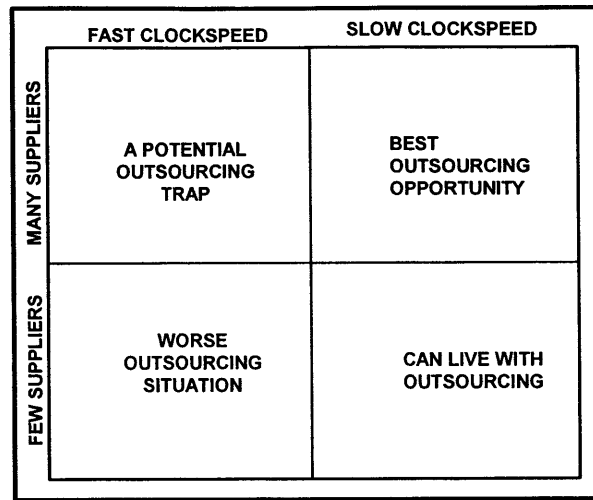 FAST CLOCKSPEED
SLOW CLOCKSPEED
MANY SUPPLIERS
A POTENTIAL
OUTSOURCING
TRAP
BEST
OUTSOURCING
OPPORTUNITY
FEW SUPPLIERS
WORSE
OUTSOURCING
SITUATION
CAN LIVE WITH
OUTSOURCING